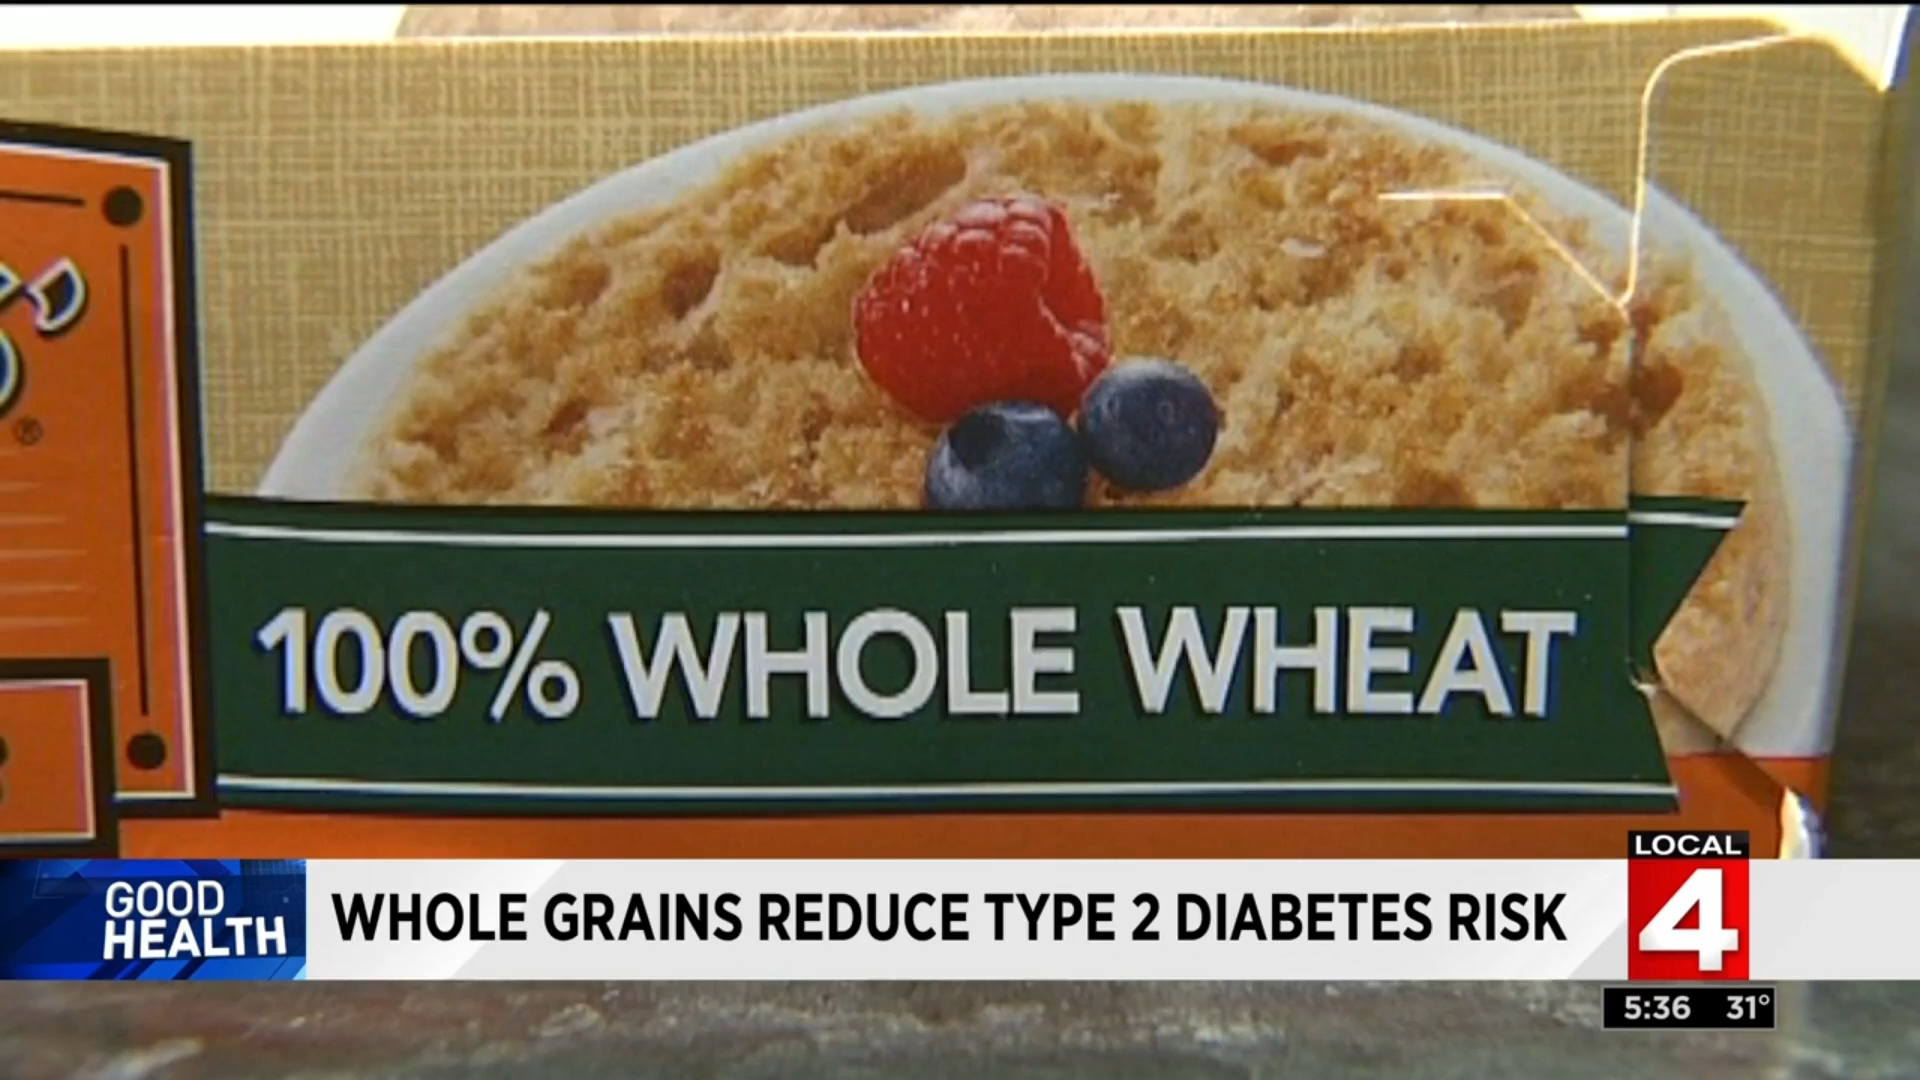 ®
100% WHOLE WHEAT
GOOD
HEALTH
WHOLE GRAINS REDUCE TYPE 2 DIABETES RISK
LOCAL
4
5:36 31°